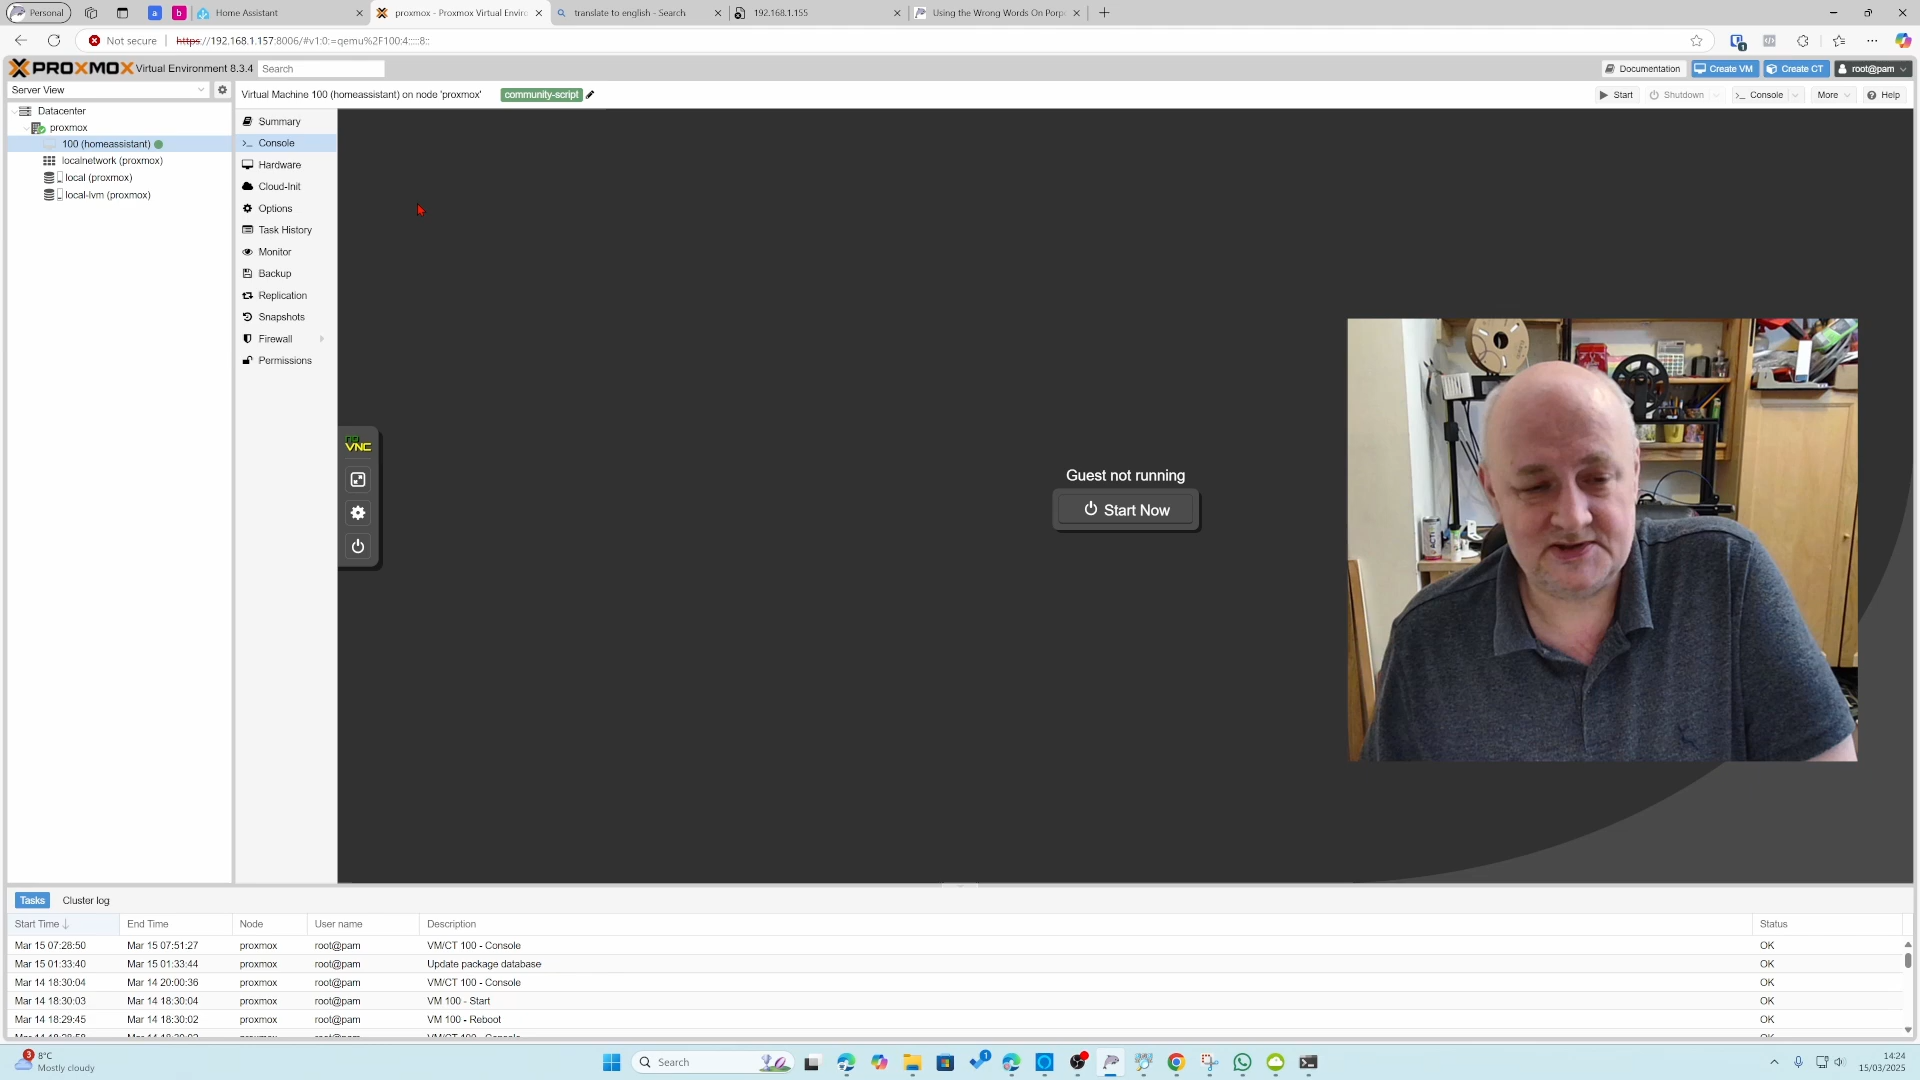 Personal
Home Assistant
proxmox - Proxmox Virtual Enviro
translate to english - Search
192.168.1.155
Using the Wrong Words On Porp
Not secure
https://192.168.1.157:8006/#v1:0:=qemu%2F100:4:::::8::
PROXMOX Virtual Environment 8.3.4
Search
Documentation
Create VM
Create CT
root@pam
Server View
Virtual Machine 100 (homeassistant) on node 'proxmox'
community-script
Start
Shutdown
Console
More
Help
Datacenter
proxmox
100 (homeassistant)
localnetwork (proxmox)
local (proxmox)
local-lvm (proxmox)
Summary
Console
Hardware
Cloud-Init
Options
Task History
Monitor
Backup
Replication
Snapshots
Firewall
Permissions
no
VNC
Guest not running
Start Now
Tasks
Cluster log
Start Time End Time Node User name Description Status
Mar 15 07:28:50 Mar 15 07:51:27 proxmox root@pam VM/CT 100 - Console OK
Mar 15 01:33:40 Mar 15 01:33:44 proxmox root@pam Update package database OK
Mar 14 18:30:04 Mar 14 20:00:36 proxmox root@pam VM/CT 100 - Console OK
Mar 14 18:30:03 Mar 14 18:30:04 proxmox root@pam VM 100 - Start OK
Mar 14 18:29:45 Mar 14 18:30:02 proxmox root@pam VM 100 - Reboot OK
3
8°C
Mostly cloudy
Search
1
14:24
15/03/2025